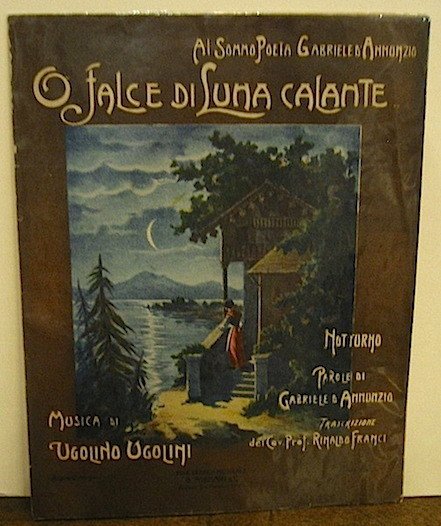 Al Sommo Poeta Gabriele d'Annunzio
O Falce di Luna calante
Notturno
Parole di
Gabriele d'Annunzio
Trascrizione
del Cav. Prof. Rinaldo Franci
Musica di
Ugolino Ugolini